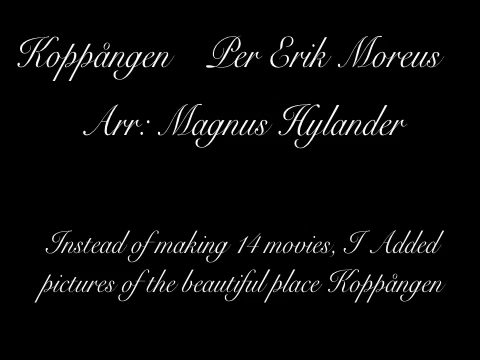 Koppången Per Erik Moreus
Arr: Magnus Hylander
Instead of making 14 movies, I Added
pictures of the beautiful place Koppången